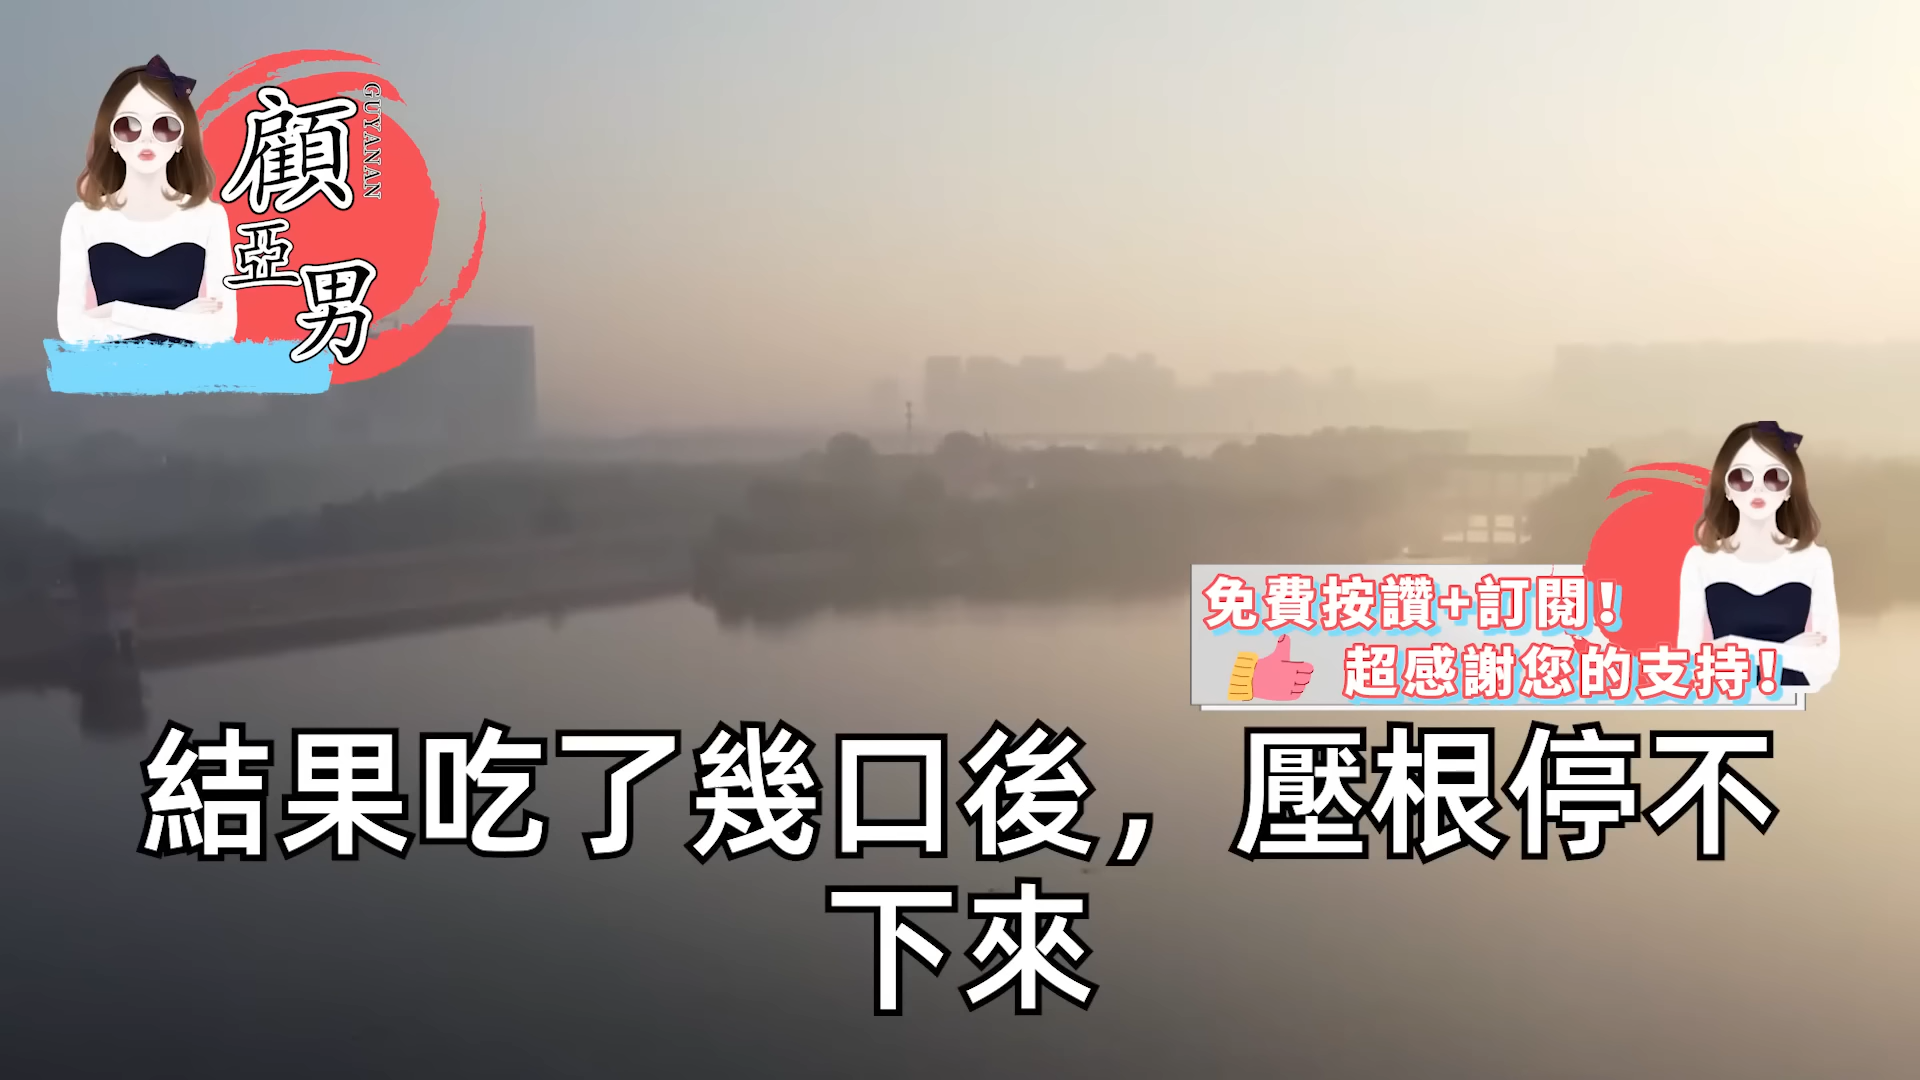 顧亞男
GUYANAN
免費按讚+訂閱！
超感謝您的支持！
結果吃了幾口後，壓根停不
下來